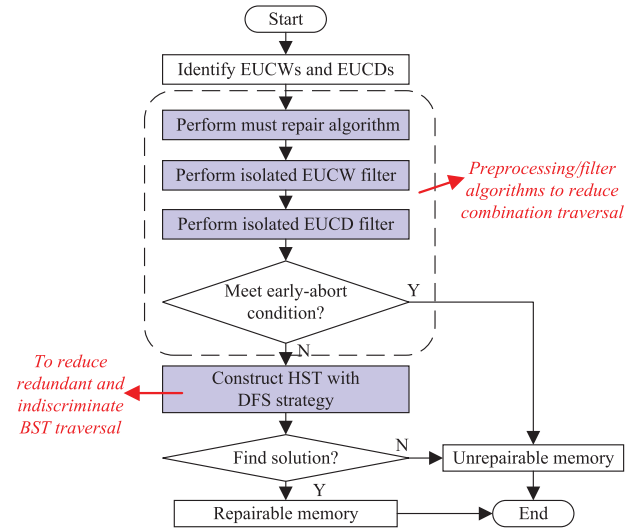 Start
Identify EUCWs and EUCDs
Perform must repair algorithm
Perform isolated EUCW filter
Perform isolated EUCD filter
Preprocessing/filter
algorithms to reduce
combination traversal
Meet early-abort
condition?
Y
N
To reduce
redundant and
indiscriminate
BST traversal
Construct HST with
DFS strategy
Find solution?
N
Unrepairable memory
Y
Repairable memory
End